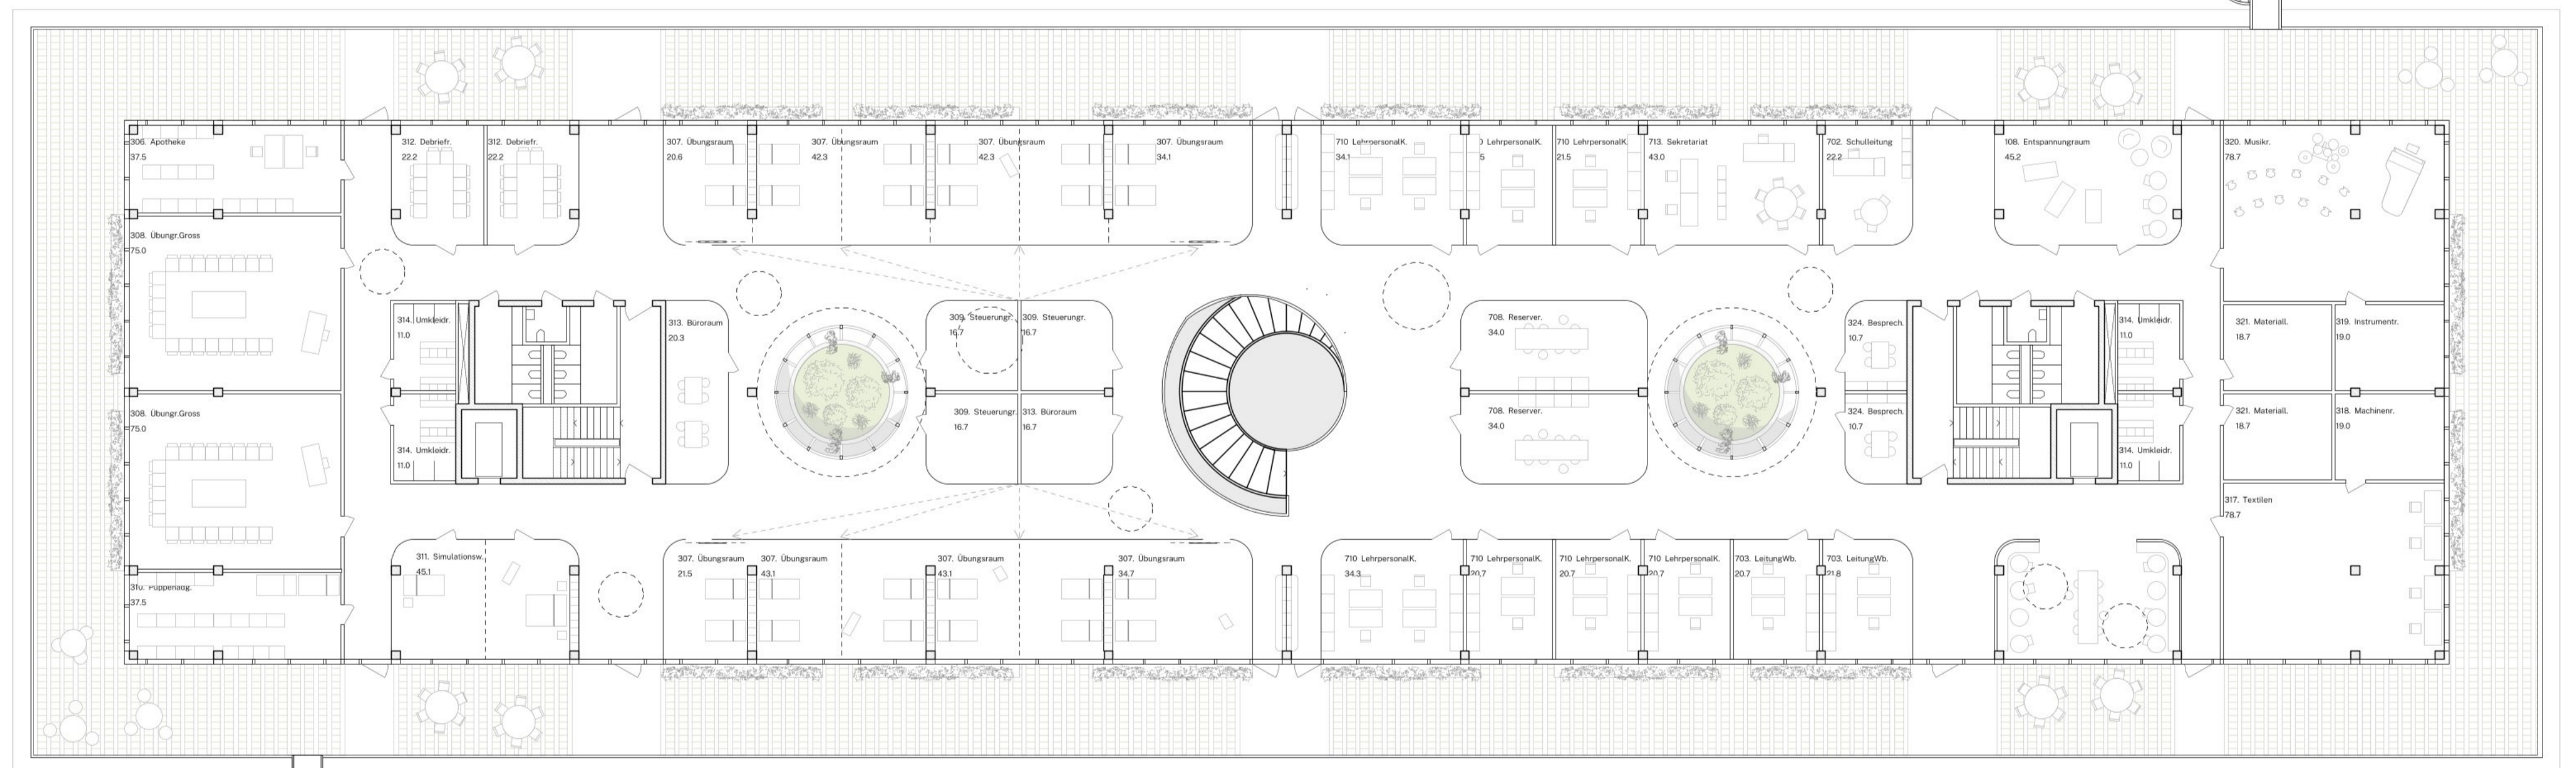 306. Apotheke
37.5
312. Debriefr.
22.2
312. Debriefr.
22.2
307. Übungsraum
20.6
307. Übungsraum
42.3
307. Übungsraum
42.3
307. Übungsraum
34.1
710 LehrpersonalK.
34.1
LehrpersonalK.
710 LehrpersonalK.
21.5
713. Sekretariat
43.0
702. Schulleitung
22.2
108. Entspannungraum
45.2
320. Musikr.
78.7
308. Übungr.Gross
75.0
314. Umkleidr.
11.0
313. Büroraum
20.3
309. Steuerungr.
16.7
309. Steuerungr.
16.7
708. Reserver.
34.0
324. Besprech.
10.7
314. Umkleidr.
11.0
321. Materiall.
18.7
319. Instrumentr.
19.0
308. Übungr.Gross
75.0
314. Umkleidr.
11.0
309. Steuerungr.
16.7
313. Büroraum
16.7
708. Reserver.
34.0
324. Besprech.
10.7
314. Umkleidr.
11.0
321. Materiall.
18.7
318. Machinenr.
19.0
317. Textilen
78.7
310. Puppenlag.
37.5
311. Simulationsw.
45.1
307. Übungsraum
21.5
307. Übungsraum
43.1
307. Übungsraum
43.1
307. Übungsraum
34.7
710 LehrpersonalK.
34.3
710 LehrpersonalK.
20.7
710 LehrpersonalK.
20.7
710 LehrpersonalK.
20.7
703. LeitungWb.
20.7
703. LeitungWb.
21.8